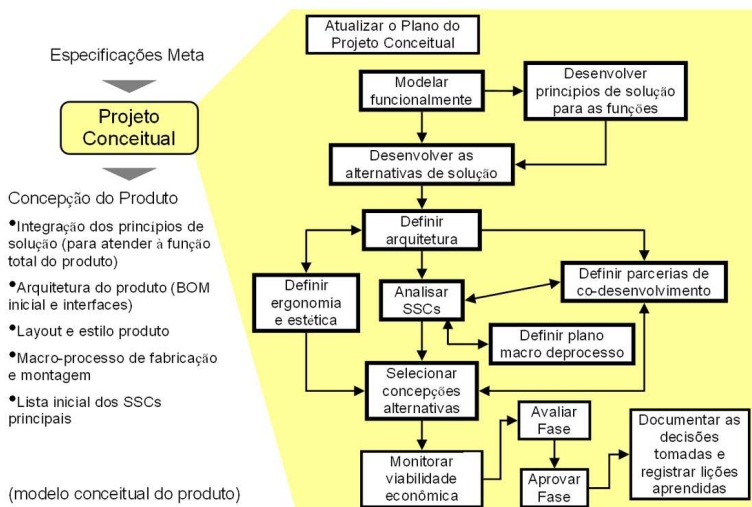 Especificações Meta
Projeto
Conceitual
Concepção do Produto
•Integração dos princípios de
solução (para atender à função
total do produto)
•Arquitetura do produto (BOM
inicial e interfaces)
•Layout e estilo produto
•Macro-processo de fabricação
e montagem
•Lista inicial dos SSCs
principais
(modelo conceitual do produto)
Atualizar o Plano do
Projeto Conceitual
Modelar
funcionalmente
Desenvolver
princípios de solução
para as funções
Desenvolver as
alternativas de solução
Definir
arquitetura
Definir
ergonomia
e estética
Analisar
SSCs
Definir parcerias de
co-desenvolvimento
Definir plano
macro deprocesso
Selecionar
concepções
alternativas
Monitorar
viabilidade
econômica
Avaliar
Fase
Aprovar
Fase
Documentar as
decisões
tomadas e
registrar lições
aprendidas